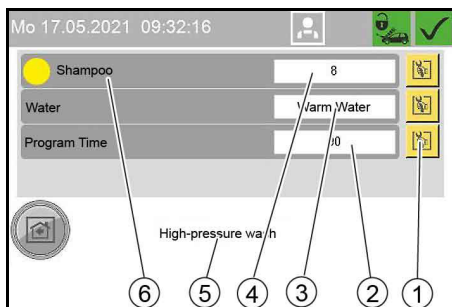 Mo 17.05.2021 09:32:16
Shampoo 8
Water Warm Water
Program Time
High-pressure wash
6 5 4 3 2 1